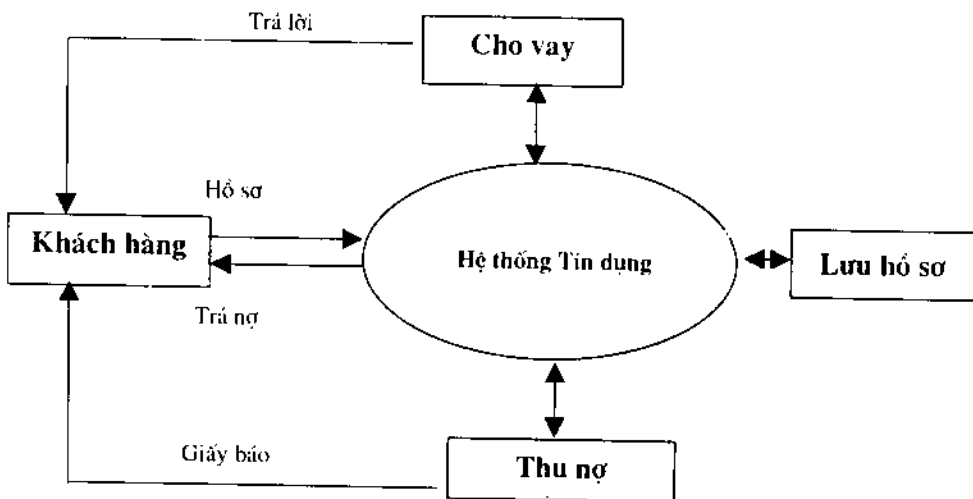 Trả lời
Cho vay
Hồ sơ
Khách hàng
Hệ thống Tín dụng
Lưu hồ sơ
Trả nợ
Giấy báo
Thu nợ